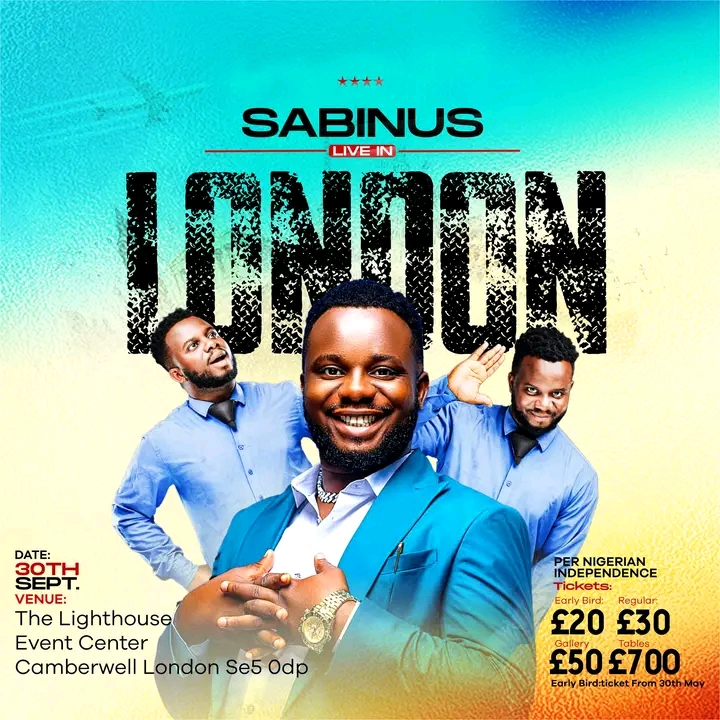 SABINUS
LIVE IN
LONDON
DATE:
30TH
SEPT.
VENUE:
The Lighthouse
Event Center
Camberwell London Se5 0dp
PER NIGERIAN
INDEPENDENCE
Tickets:
Early Bird: Regular:
£20 £30
Gallery Tables
£50 £700
Early Bird:ticket From 30th May